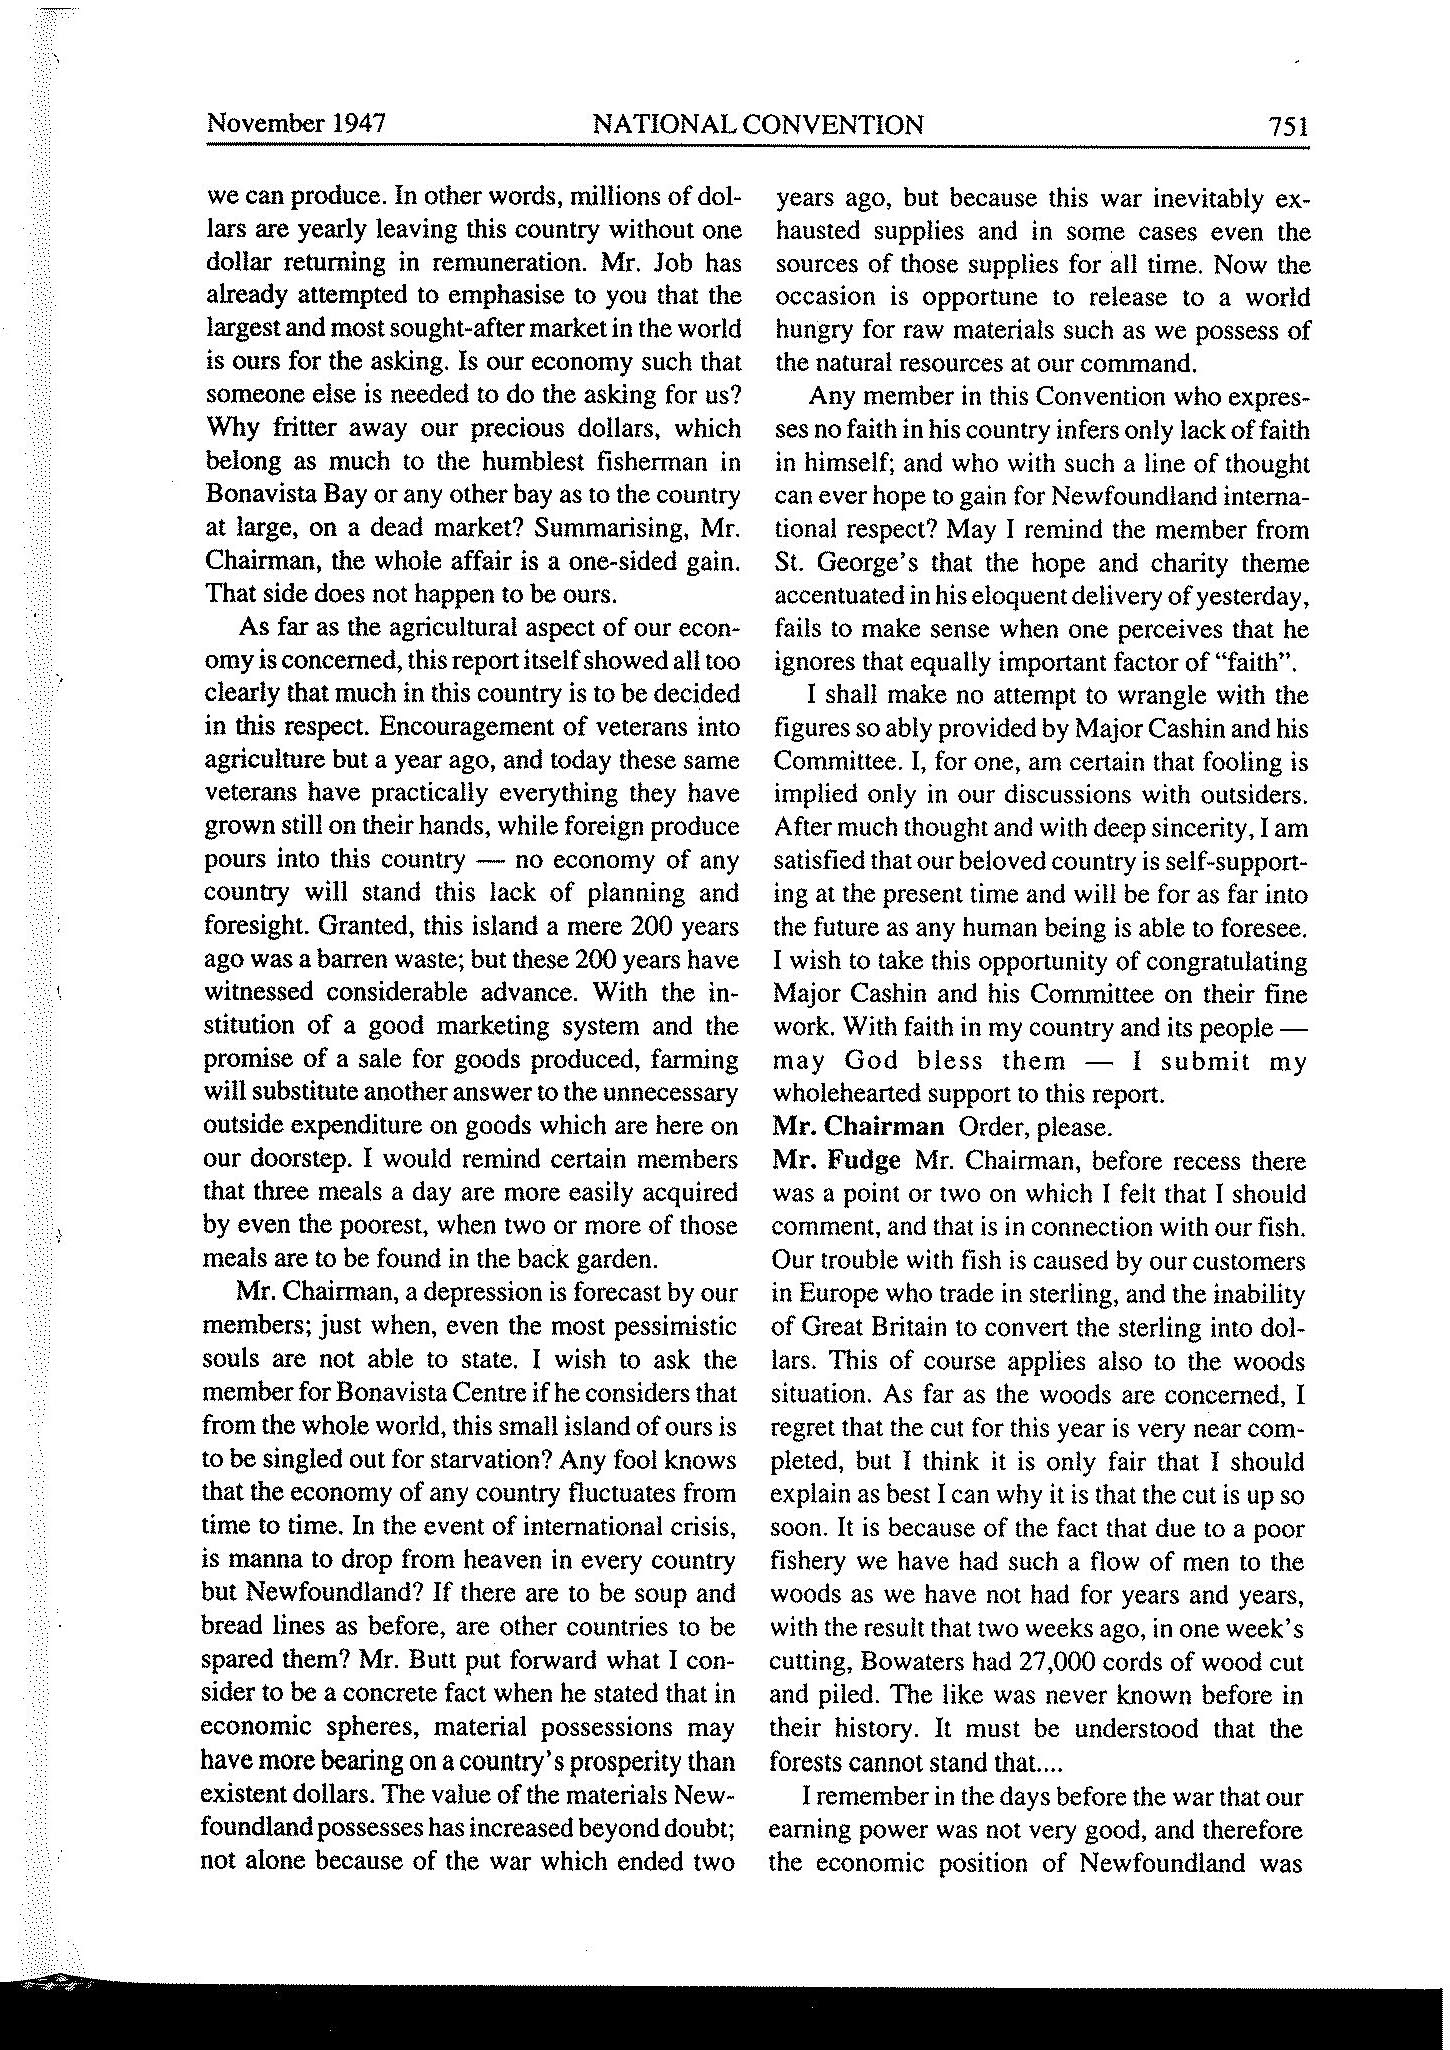 November 1947 NATIONAL CONVENTION 751
we can produce. In other words, millions of dol-
lars are yearly leaving this country without one
dollar returning in remuneration. Mr. Job has
already attempted to emphasise to you that the
largest and most sought-after market in the world
is ours for the asking. Is our economy such that
someone else is needed to do the asking for us?
Why fritter away our precious dollars, which
belong as much to the humblest fisherman in
Bonavista Bay or any other bay as to the country
at large, on a dead market? Summarising, Mr.
Chairman, the whole affair is a one-sided gain.
That side does not happen to be ours.
As far as the agricultural aspect of our econ-
omy is concerned, this report itself showed all too
clearly that much in this country is to be decided
in this respect. Encouragement of veterans into
agriculture but a year ago, and today these same
veterans have practically everything they have
grown still on their hands, while foreign produce
pours into this country — no economy of any
country will stand this lack of planning and
foresight. Granted, this island a mere 200 years
ago was a barren waste; but these 200 years have
witnessed considerable advance. With the in-
stitution of a good marketing system and the
promise of a sale for goods produced, farming
will substitute another answer to the unnecessary
outside expenditure on goods which are here on
our doorstep. I would remind certain members
that three meals a day are more easily acquired
by even the poorest, when two or more of those
meals are to be found in the back garden.
Mr. Chairman, a depression is forecast by our
members; just when, even the most pessimistic
souls are not able to state. I wish to ask the
member for Bonavista Centre if he considers that
from the whole world, this small island of ours is
to be singled out for starvation? Any fool knows
that the economy of any country fluctuates from
time to time. In the event of international crisis,
is manna to drop from heaven in every country
but Newfoundland? If there are to be soup and
bread lines as before, are other countries to be
spared them? Mr. Butt put forward what I con-
sider to be a concrete fact when he stated that in
economic spheres, material possessions may
have more bearing on a country's prosperity than
existent dollars. The value of the materials New-
foundland possesses has increased beyond doubt;
not alone because of the war which ended two
years ago, but because this war inevitably ex-
hausted supplies and in some cases even the
sources of those supplies for all time. Now the
occasion is opportune to release to a world
hungry for raw materials such as we possess of
the natural resources at our command.
Any member in this Convention who expres-
ses no faith in his country infers only lack of faith
in himself; and who with such a line of thought
can ever hope to gain for Newfoundland interna-
tional respect? May I remind the member from
St. George's that the hope and charity theme
accentuated in his eloquent delivery of yesterday,
fails to make sense when one perceives that he
ignores that equally important factor of “faith”.
I shall make no attempt to wrangle with the
figures so ably provided by Major Cashin and his
Committee. I, for one, am certain that fooling is
implied only in our discussions with outsiders.
After much thought and with deep sincerity, I am
satisfied that our beloved country is self-support-
ing at the present time and will be for as far into
the future as any human being is able to foresee.
I wish to take this opportunity of congratulating
Major Cashin and his Committee on their fine
work. With faith in my country and its people —
may God bless them — I submit my
wholehearted support to this report.
Mr. Chairman Order, please.
Mr. Fudge Mr. Chairman, before recess there
was a point or two on which I felt that I should
comment, and that is in connection with our fish.
Our trouble with fish is caused by our customers
in Europe who trade in sterling, and the inability
of Great Britain to convert the sterling into dol-
lars. This of course applies also to the woods
situation. As far as the woods are concerned, I
regret that the cut for this year is very near com-
pleted, but I think it is only fair that I should
explain as best I can why it is that the cut is up so
soon. It is because of the fact that due to a poor
fishery we have had such a flow of men to the
woods as we have not had for years and years,
with the result that two weeks ago, in one week's
cutting, Bowaters had 27,000 cords of wood cut
and piled. The like was never known before in
their history. It must be understood that the
forests cannot stand that....
I remember in the days before the war that our
earning power was not very good, and therefore
the economic position of Newfoundland was